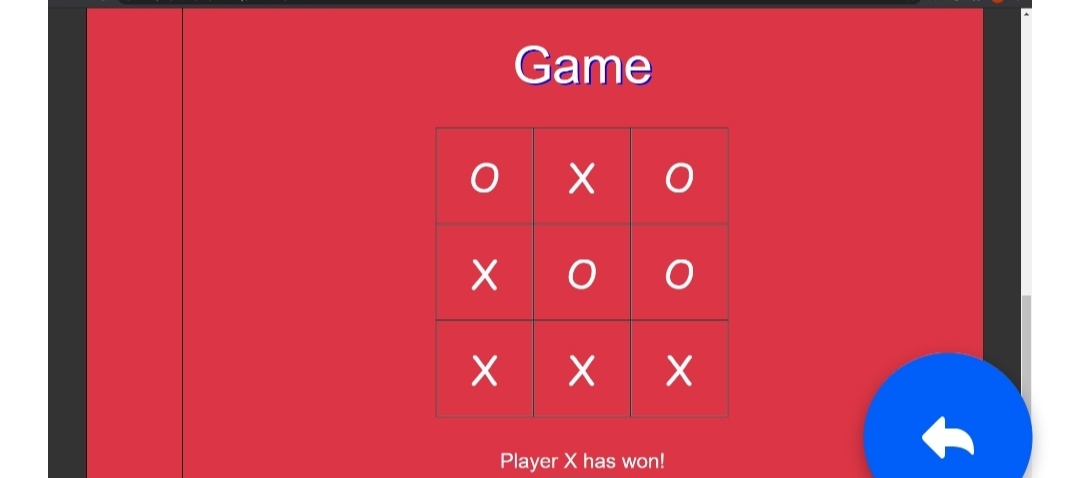 Game
O X O
X O O
X X X
Player X has won!